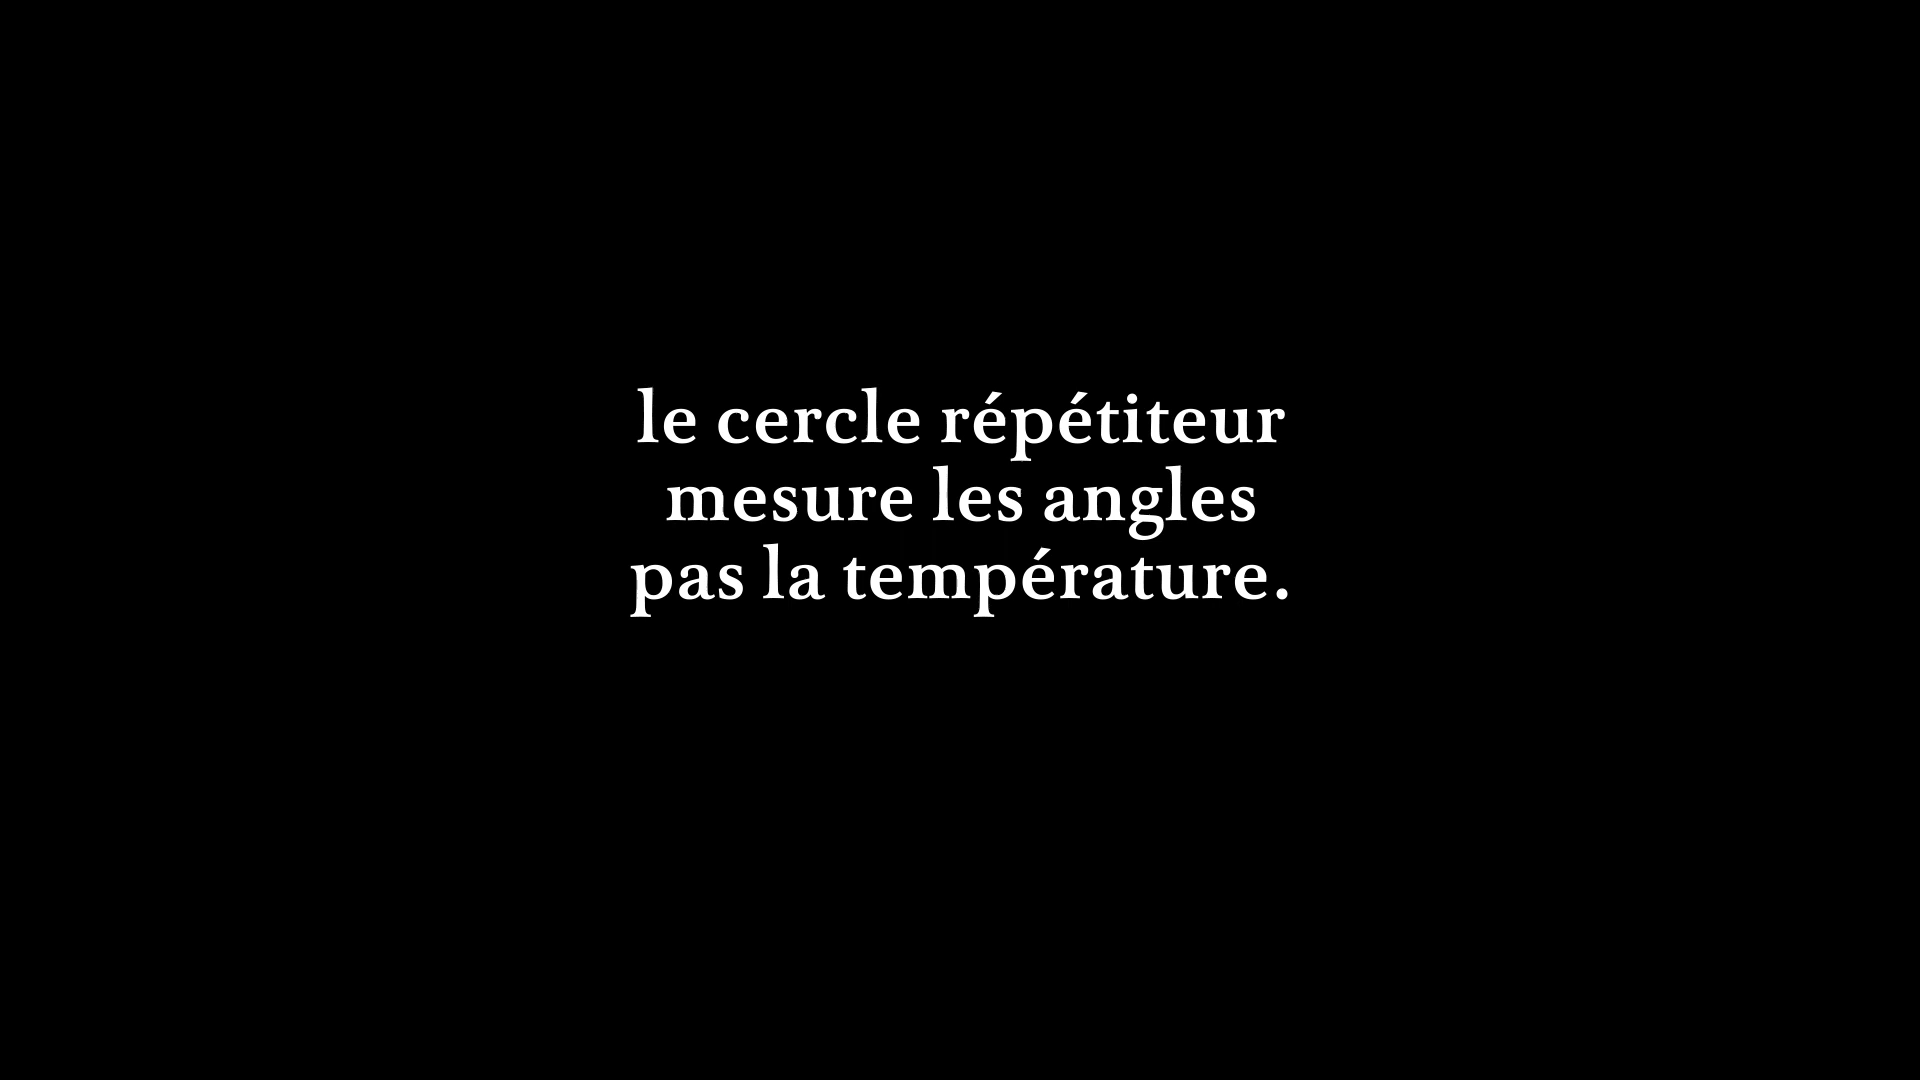 le cercle répétiteur
mesure les angles
pas la température.